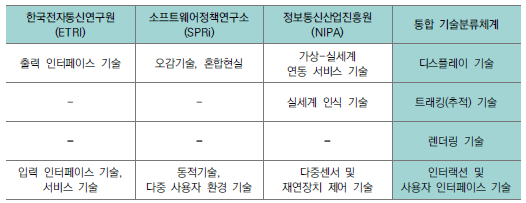 한국전자통신연구원 소프트웨어정책연구소 정보통신산업진흥원 통합 기술분류체계
(ETRI) (SPRi) (NIPA)
출력 인터페이스 기술 오감기술, 혼합현실 가상-실세계 디스플레이 기술
연동 서비스 기술
- - 실세계 인식 기술 트래킹(추적) 기술
- - - 렌더링 기술
입력 인터페이스 기술, 동적기술, 다중센서 및 인터랙션 및
서비스 기술 다중 사용자 환경 기술 재연장치 제어 기술 사용자 인터페이스 기술